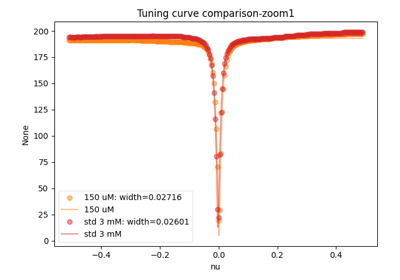 Tuning curve comparison-zoom1
None
200
175
150
125
100
75
50
25
0
150 uM: width=0.02716
150 uM
std 3 mM: width=0.02601
std 3 mM
−0.4
−0.2
0.0
0.2
0.4
nu